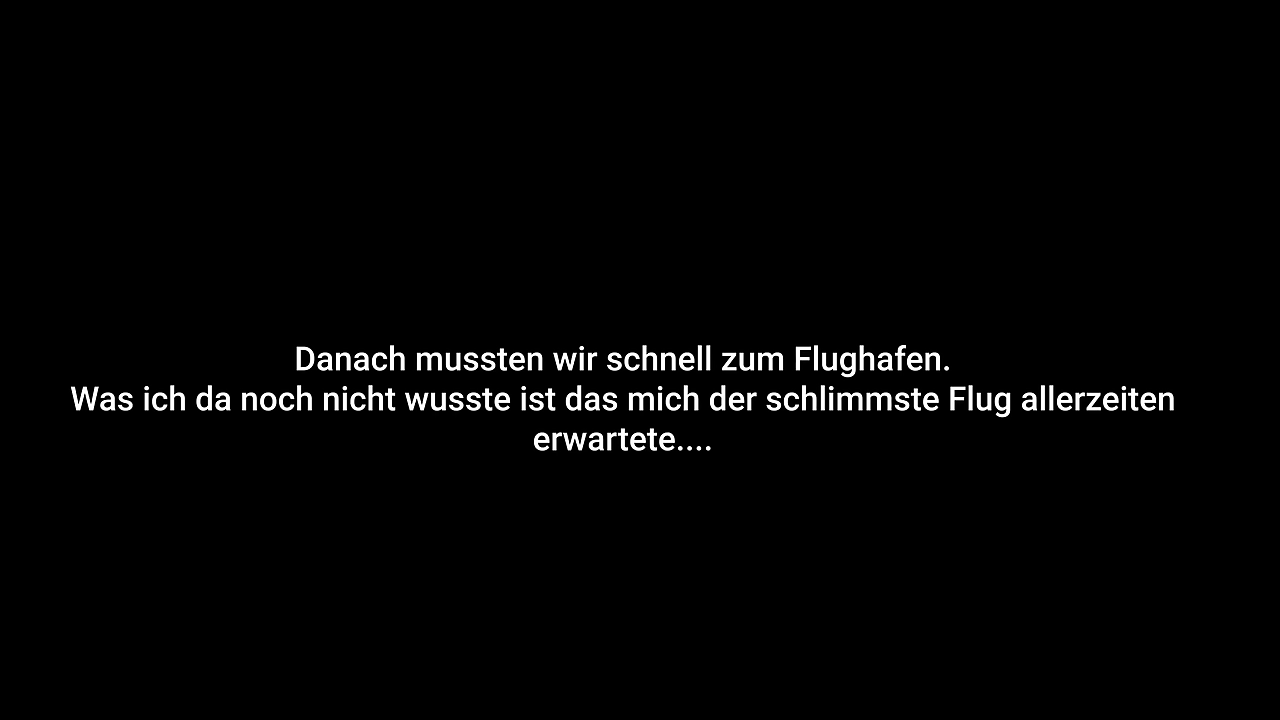 Danach mussten wir schnell zum Flughafen.
Was ich da noch nicht wusste ist das mich der schlimmste Flug allerzeiten
erwartete....